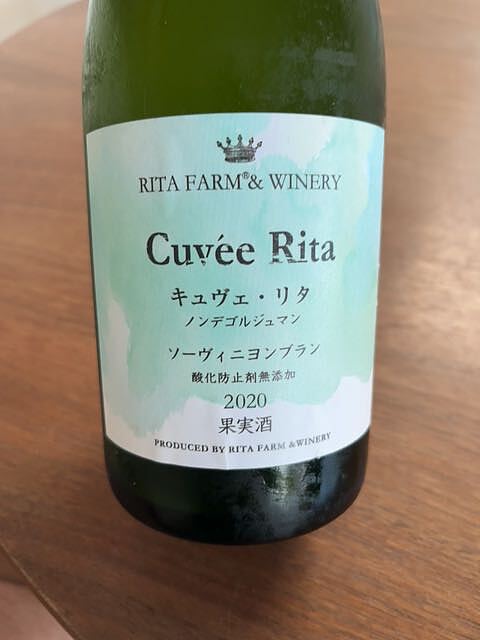 RITA FARM® & WINERY
Cuvée Rita
キュヴェ・リタ
ノンデゴルジュマン
ソーヴィニヨンブラン
酸化防止剤無添加
2020
果実酒
PRODUCED BY RITA FARM &WINERY